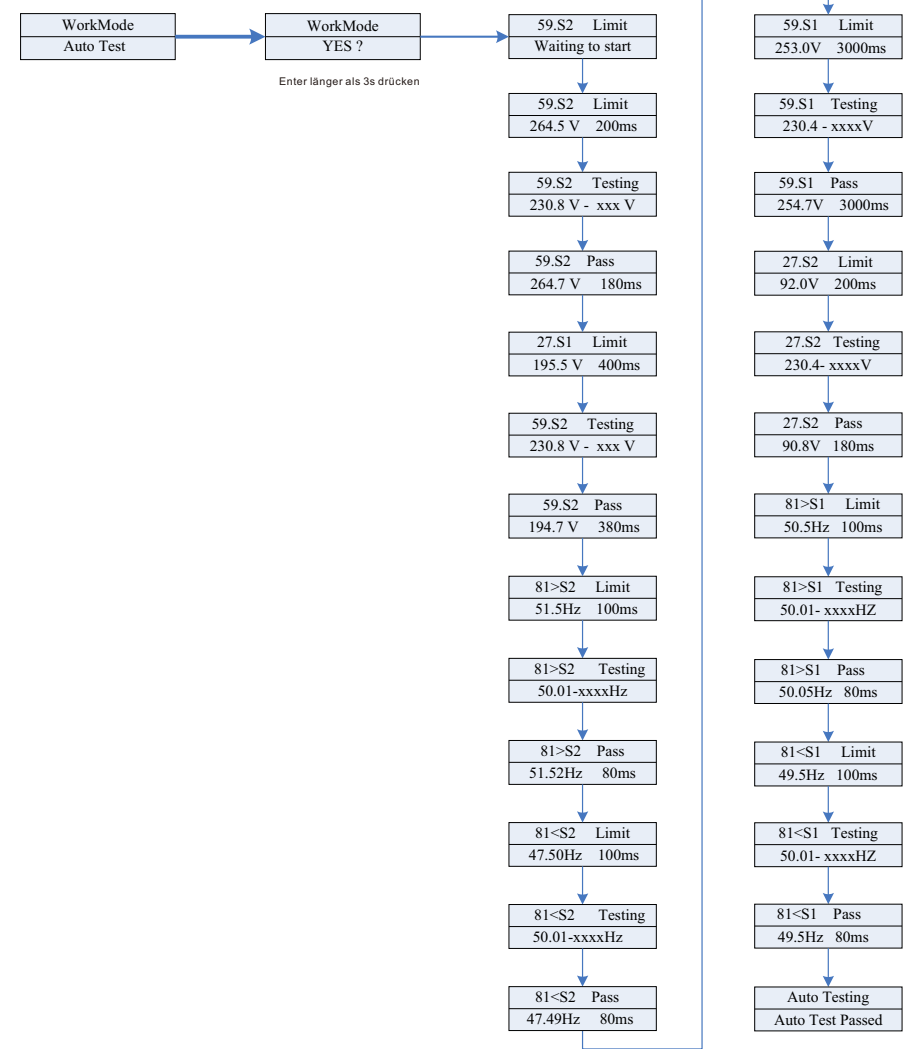 WorkMode
Auto Test
WorkMode
YES ?
Enter länger als 3s drücken
59.S2 Limit
Waiting to start
59.S2 Limit
264.5 V 200ms
59.S2 Testing
230.8 V - xxx V
59.S2 Pass
264.7 V 180ms
27.S1 Limit
195.5 V 400ms
59.S2 Testing
230.8 V - xxx V
59.S2 Pass
194.7 V 380ms
81>S2 Limit
51.5Hz 100ms
81>S2 Testing
50.01-xxxxHz
81>S2 Pass
51.52Hz 80ms
81<S2 Limit
47.50Hz 100ms
81<S2 Testing
50.01-xxxxHz
81<S2 Pass
47.49Hz 80ms
59.S1 Limit
253.0V 3000ms
59.S1 Testing
230.4 - xxxxV
59.S1 Pass
254.7V 3000ms
27.S2 Limit
92.0V 200ms
27.S2 Testing
230.4- xxxxV
27.S2 Pass
90.8V 180ms
81>S1 Limit
50.5Hz 100ms
81>S1 Testing
50.01- xxxxHZ
81>S1 Pass
50.05Hz 80ms
81<S1 Limit
49.5Hz 100ms
81<S1 Testing
50.01- xxxxHZ
81<S1 Pass
49.5Hz 80ms
Auto Testing
Auto Test Passed